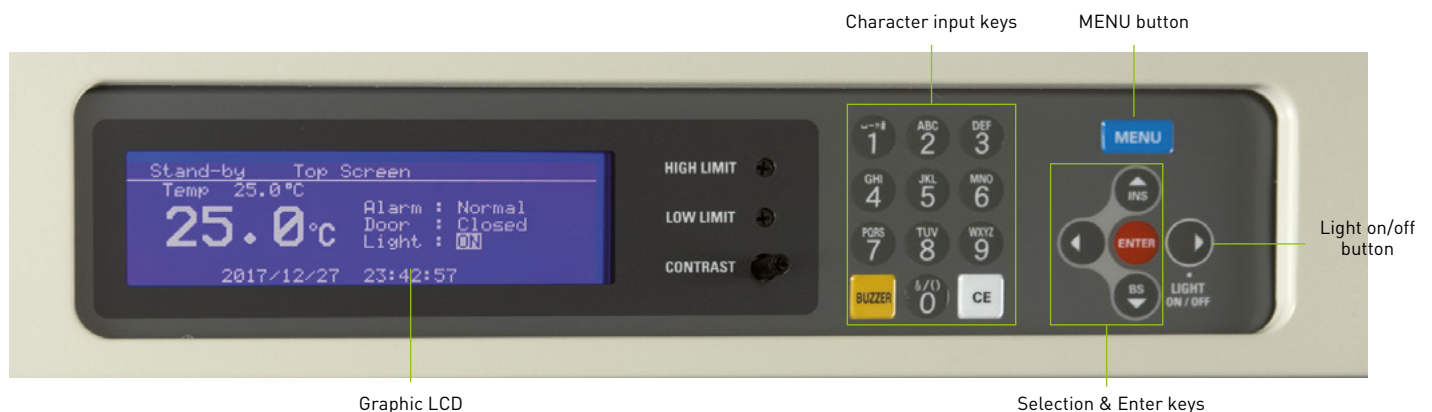 Character input keys
MENU button
Stand-by Top Screen
Temp 25.0°C
25.0°C
Alarm : Normal
Door : Closed
Light : ON
2017/12/27 23:42:57
HIGH LIMIT
LOW LIMIT
CONTRAST
1
ABC
2
DEF
3
GHI
4
JKL
5
MNO
6
PQRS
7
TUV
8
WXYZ
9
BUZZER
&/()
0
CE
MENU
INS
ENTER
BS
LIGHT
ON / OFF
Light on/off
button
Graphic LCD
Selection & Enter keys